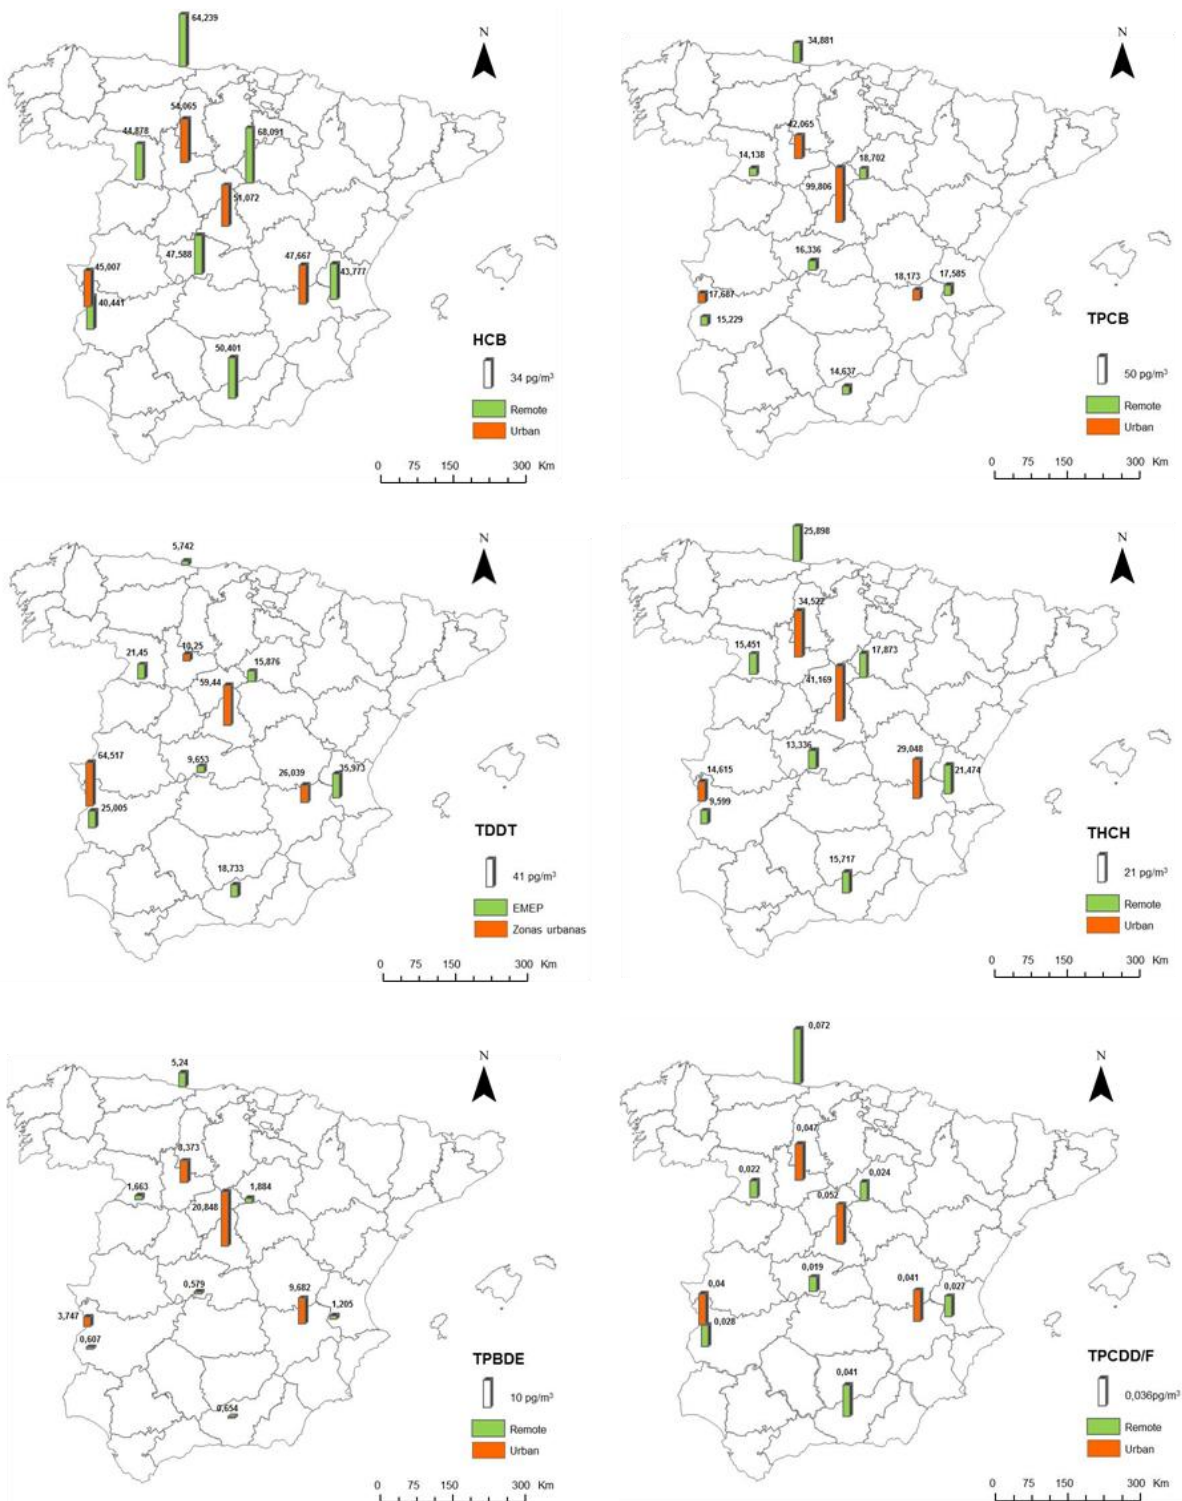 64,239
N
54,065
44,878
68,091
51,072
47,588
47,667
43,777
45,007
40,441
50,401
HCB
34 pg/m³
Remote
Urban
0 75 150 300 Km
34,881
N
42,065
14,138
18,702
99,806
16,336
18,173
17,585
17,687
15,229
14,637
TPCB
50 pg/m³
Remote
Urban
0 75 150 300 Km
5,742
N
10,25
21,45
15,876
59,44
64,517
9,653
26,039
35,973
25,005
18,733
TDDT
41 pg/m³
EMEP
Zonas urbanas
0 75 150 300 Km
25,898
N
34,522
15,451
17,873
41,169
13,336
29,048
21,474
14,615
9,599
15,717
THCH
21 pg/m³
Remote
Urban
0 75 150 300 Km
5,24
N
8,373
1,663
1,884
20,848
0,579
9,682
1,205
3,747
0,607
0,654
TPBDE
10 pg/m³
Remote
Urban
0 75 150 300 Km
0,072
N
0,047
0,022
0,024
0,052
0,019
0,04
0,041
0,027
0,028
0,041
TPCDD/F
0,036pg/m³
Remote
Urban
0 75 150 300 Km